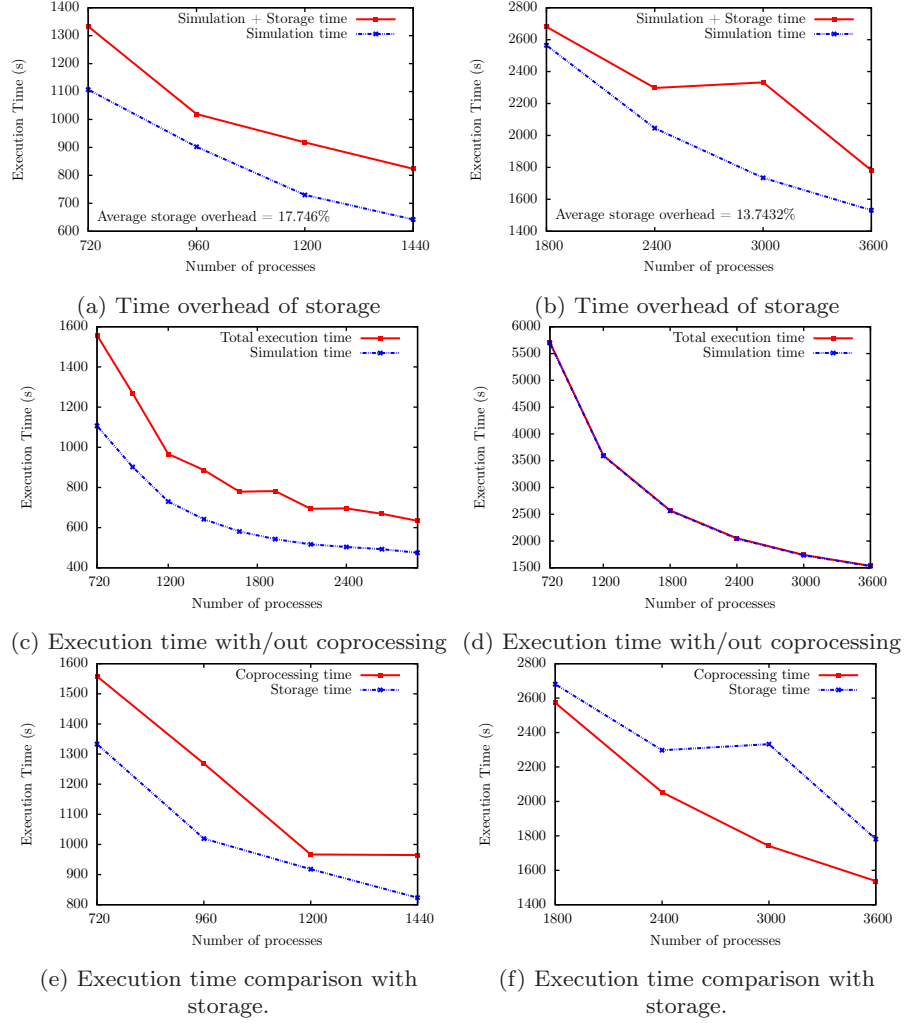 1400
1300
1200
1100
1000
900
800
700
600
720
960
1200
1440
Execution Time (s)
Number of processes
Simulation + Storage time
Simulation time
Average storage overhead = 17.746%
(a) Time overhead of storage
2800
2600
2400
2200
2000
1800
1600
1400
1800
2400
3000
3600
Execution Time (s)
Number of processes
Simulation + Storage time
Simulation time
Average storage overhead = 13.7432%
(b) Time overhead of storage
1600
1400
1200
1000
800
600
400
720
1200
1800
2400
Execution Time (s)
Number of processes
Total execution time
Simulation time
(c) Execution time with/out coprocessing
6000
5500
5000
4500
4000
3500
3000
2500
2000
1500
720
1200
1800
2400
3000
3600
Execution Time (s)
Number of processes
Total execution time
Simulation time
(d) Execution time with/out coprocessing
1600
1500
1400
1300
1200
1100
1000
900
800
720
960
1200
1440
Execution Time (s)
Number of processes
Coprocessing time
Storage time
(e) Execution time comparison with
storage.
2800
2600
2400
2200
2000
1800
1600
1400
1800
2400
3000
3600
Execution Time (s)
Number of processes
Coprocessing time
Storage time
(f) Execution time comparison with
storage.